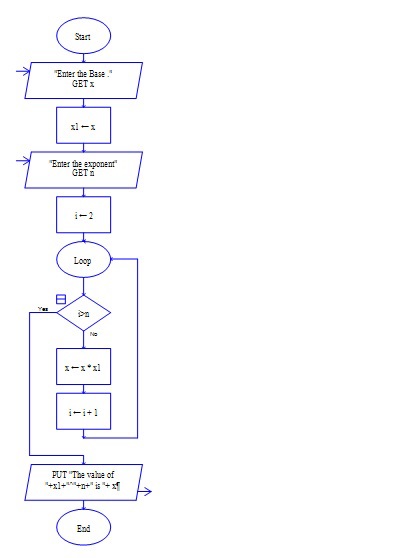 Start
"Enter the Base ."
GET x
x1 ← x
"Enter the exponent"
GET n
i ← 2
Loop
i>n
Yes
No
x ← x * x1
i ← i + 1
PUT "The value of
"+x1+"^"+n+" is "+ x¶
End